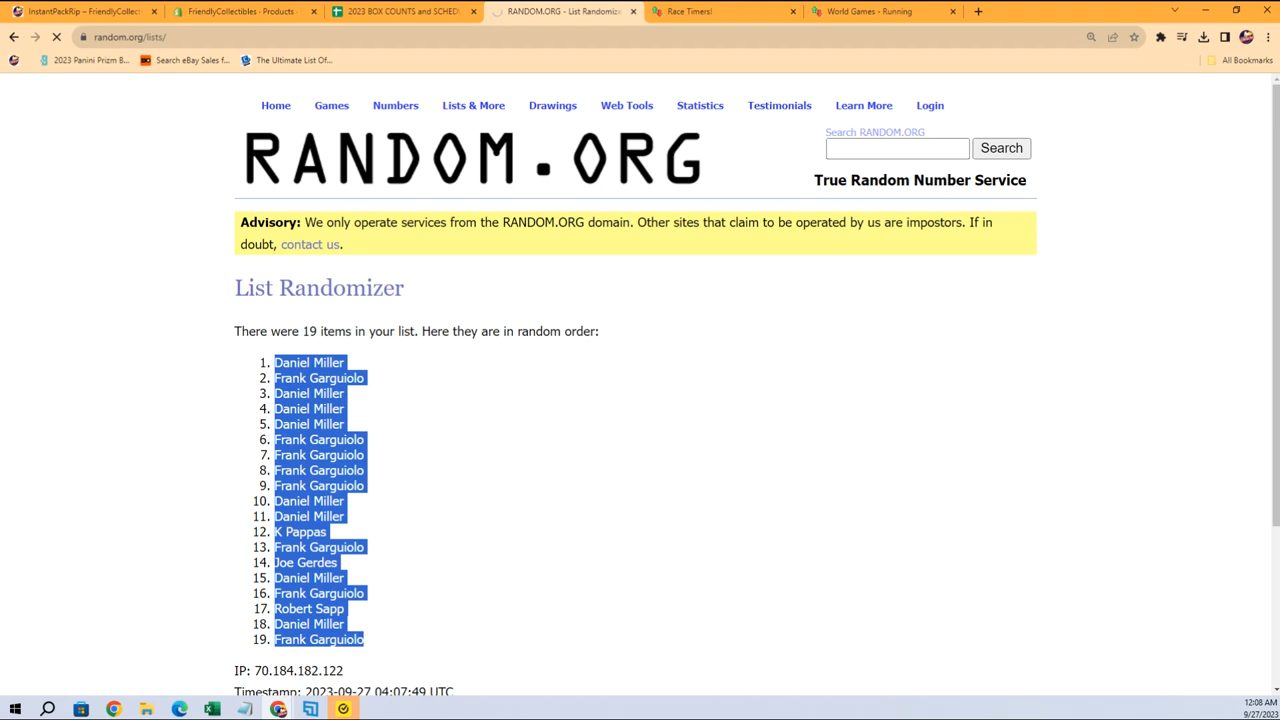 InstantPackRip - FriendlyCollect
FriendlyCollectibles - Products
2023 BOX COUNTS and SCHED
RANDOM.ORG - List Randomize
Race Timers!
World Games - Running
random.org/lists/
2023 Panini Prizm B...
Search eBay Sales f...
The Ultimate List Of...
All Bookmarks
Home Games Numbers Lists & More Drawings Web Tools Statistics Testimonials Learn More Login
RANDOM.ORG
Search RANDOM.ORG
Search
True Random Number Service
Advisory: We only operate services from the RANDOM.ORG domain. Other sites that claim to be operated by us are impostors. If in
doubt, contact us.
List Randomizer
There were 19 items in your list. Here they are in random order:
1. Daniel Miller
2. Frank Garguiolo
3. Daniel Miller
4. Daniel Miller
5. Daniel Miller
6. Frank Garguiolo
7. Frank Garguiolo
8. Frank Garguiolo
9. Frank Garguiolo
10. Daniel Miller
11. Daniel Miller
12. K Pappas
13. Frank Garguiolo
14. Joe Gerdes
15. Daniel Miller
16. Frank Garguiolo
17. Robert Sapp
18. Daniel Miller
19. Frank Garguiolo
IP: 70.184.182.122
Timestamp: 2023-09-27 04:07:49 UTC
12:08 AM
9/27/2023